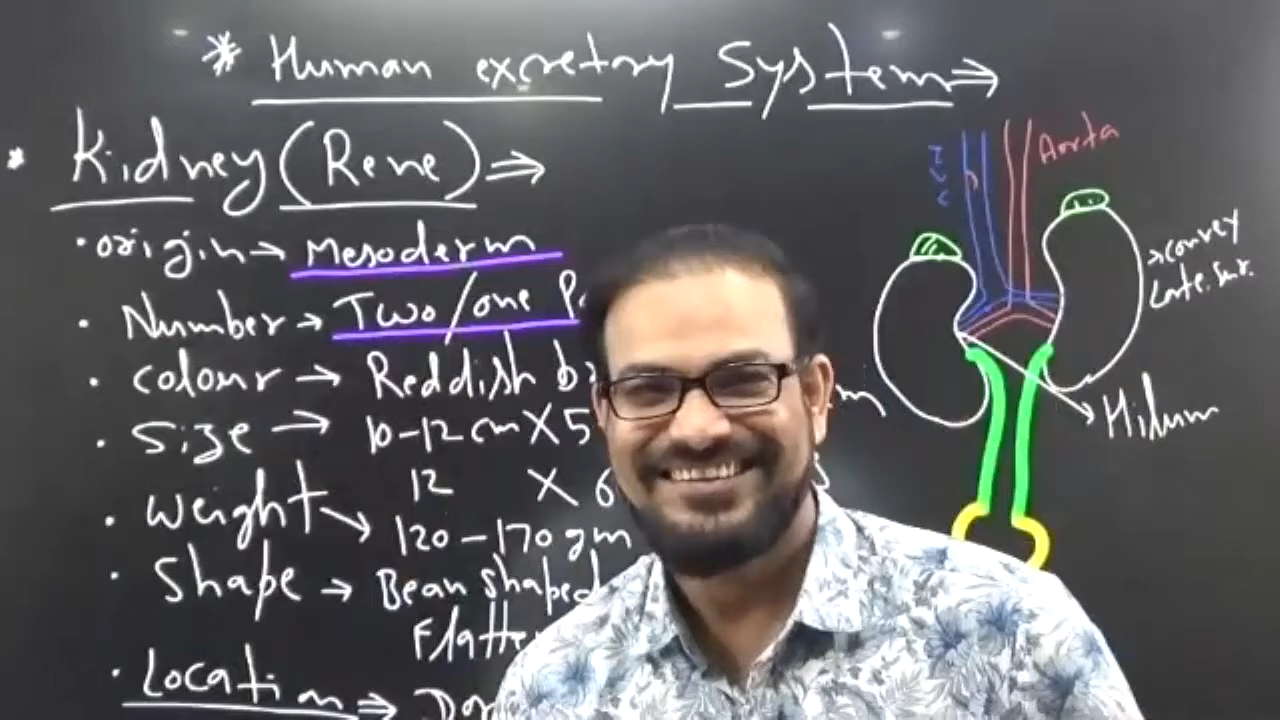 * Human excretory System ⇒
• Kidney (Rene) ⇒
• origin → Mesoderm
• Number → Two/one
• colour → Reddish
• Size → 10-12 cm X 5
12 X 6
• Weight → 120-170 gm
• Shape → Bean shaped
• Location ⇒
Aorta
→ convey
Hilum